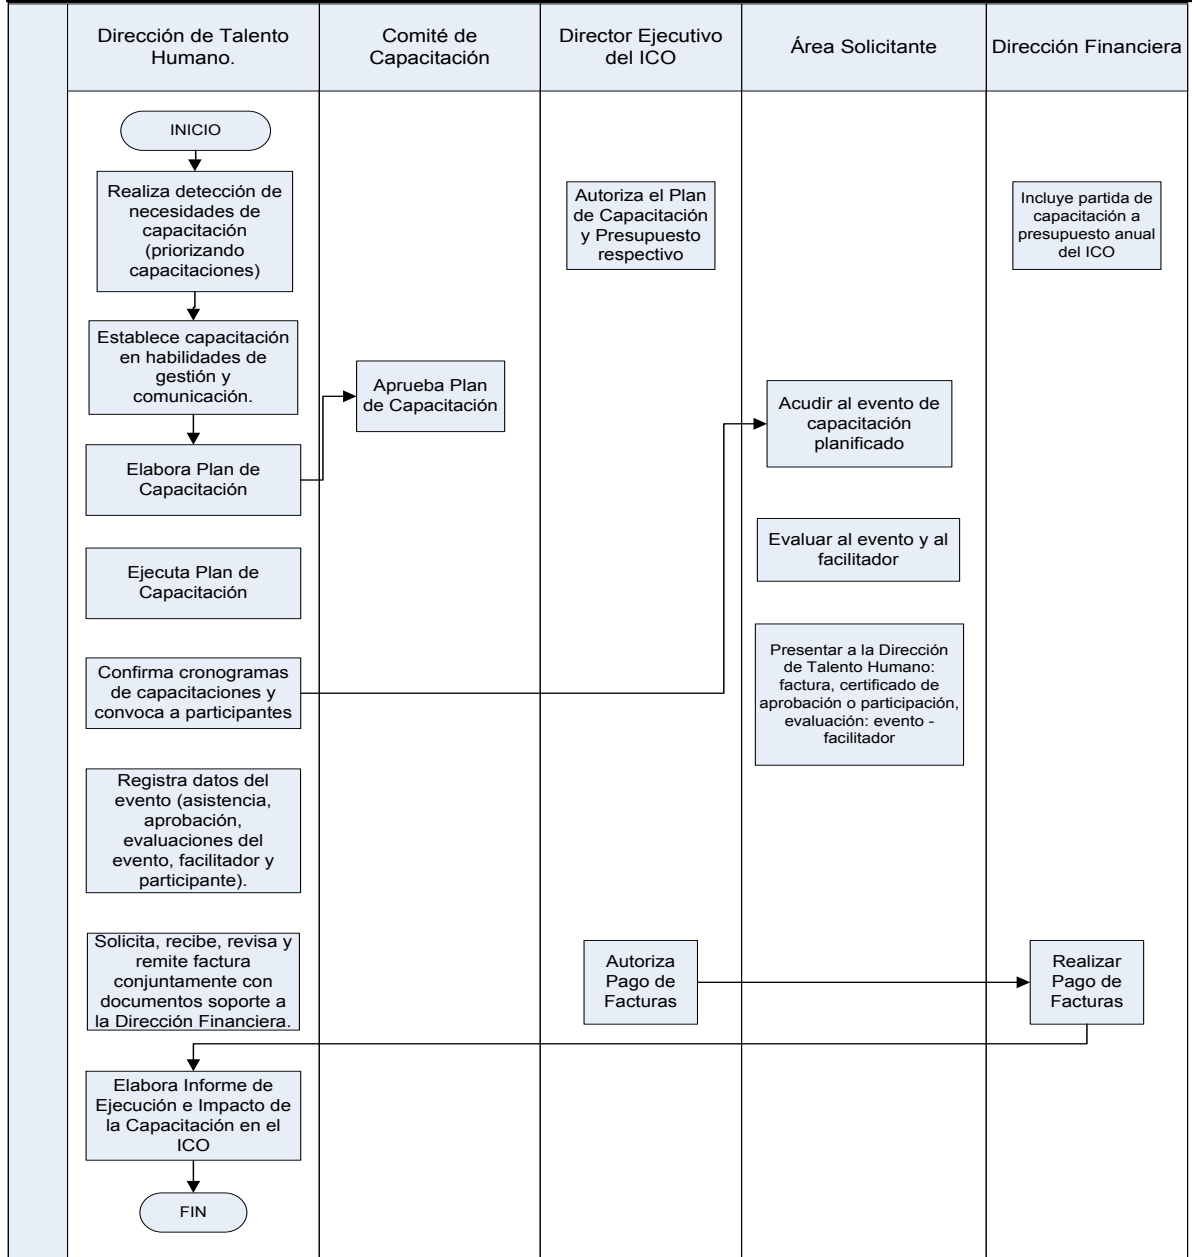 Dirección de Talento
Humano.
Comité de
Capacitación
Director Ejecutivo
del ICO
Área Solicitante
Dirección Financiera
INICIO
Realiza detección de
necesidades de
capacitación
(priorizando
capacitaciones)
Autoriza el Plan
de Capacitación
y Presupuesto
respectivo
Incluye partida de
capacitación a
presupuesto anual
del ICO
Establece capacitación
en habilidades de
gestión y
comunicación.
Aprueba Plan
de Capacitación
Acudir al evento de
capacitación
planificado
Elabora Plan de
Capacitación
Evaluar al evento y al
facilitador
Ejecuta Plan de
Capacitación
Presentar a la Dirección
de Talento Humano:
factura, certificado de
aprobación o participación,
evaluación: evento -
facilitador
Confirma cronogramas
de capacitaciones y
convoca a participantes
Registra datos del
evento (asistencia,
aprobación,
evaluaciones del
evento, facilitador y
participante).
Solicita, recibe, revisa y
remite factura
conjuntamente con
documentos soporte a
la Dirección Financiera.
Autoriza
Pago de
Facturas
Realizar
Pago de
Facturas
Elabora Informe de
Ejecución e Impacto de
la Capacitación en el
ICO
FIN